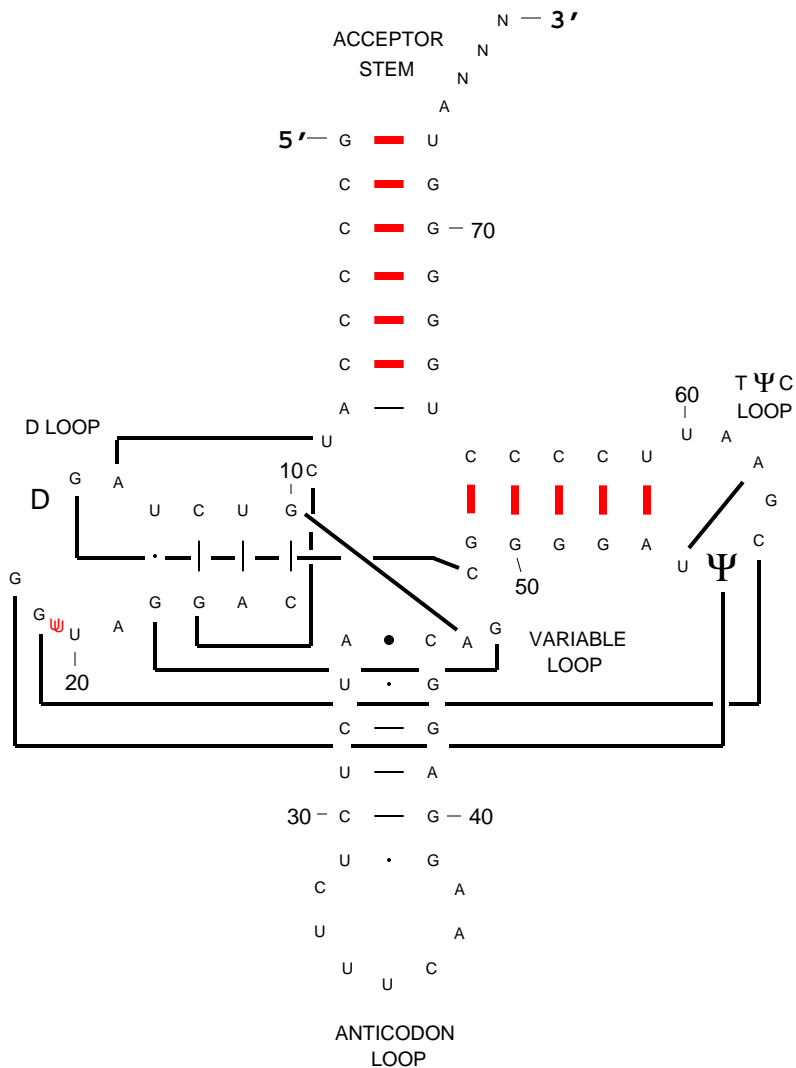 N — 3′
ACCEPTOR N
STEM N
A
5′ — G U
C G
C G — 70
C G
C G
C G
A U
T Ψ C
60 LOOP
D LOOP U U A
10 C C C C C U A
D G A U C U G G
G G G G A U Ψ C
G C 50
G U A G G A C
20 A C A G VARIABLE
LOOP
U G
C G
U A
30 — C G — 40
U G
C A
U A
U U C
ANTICODON
LOOP